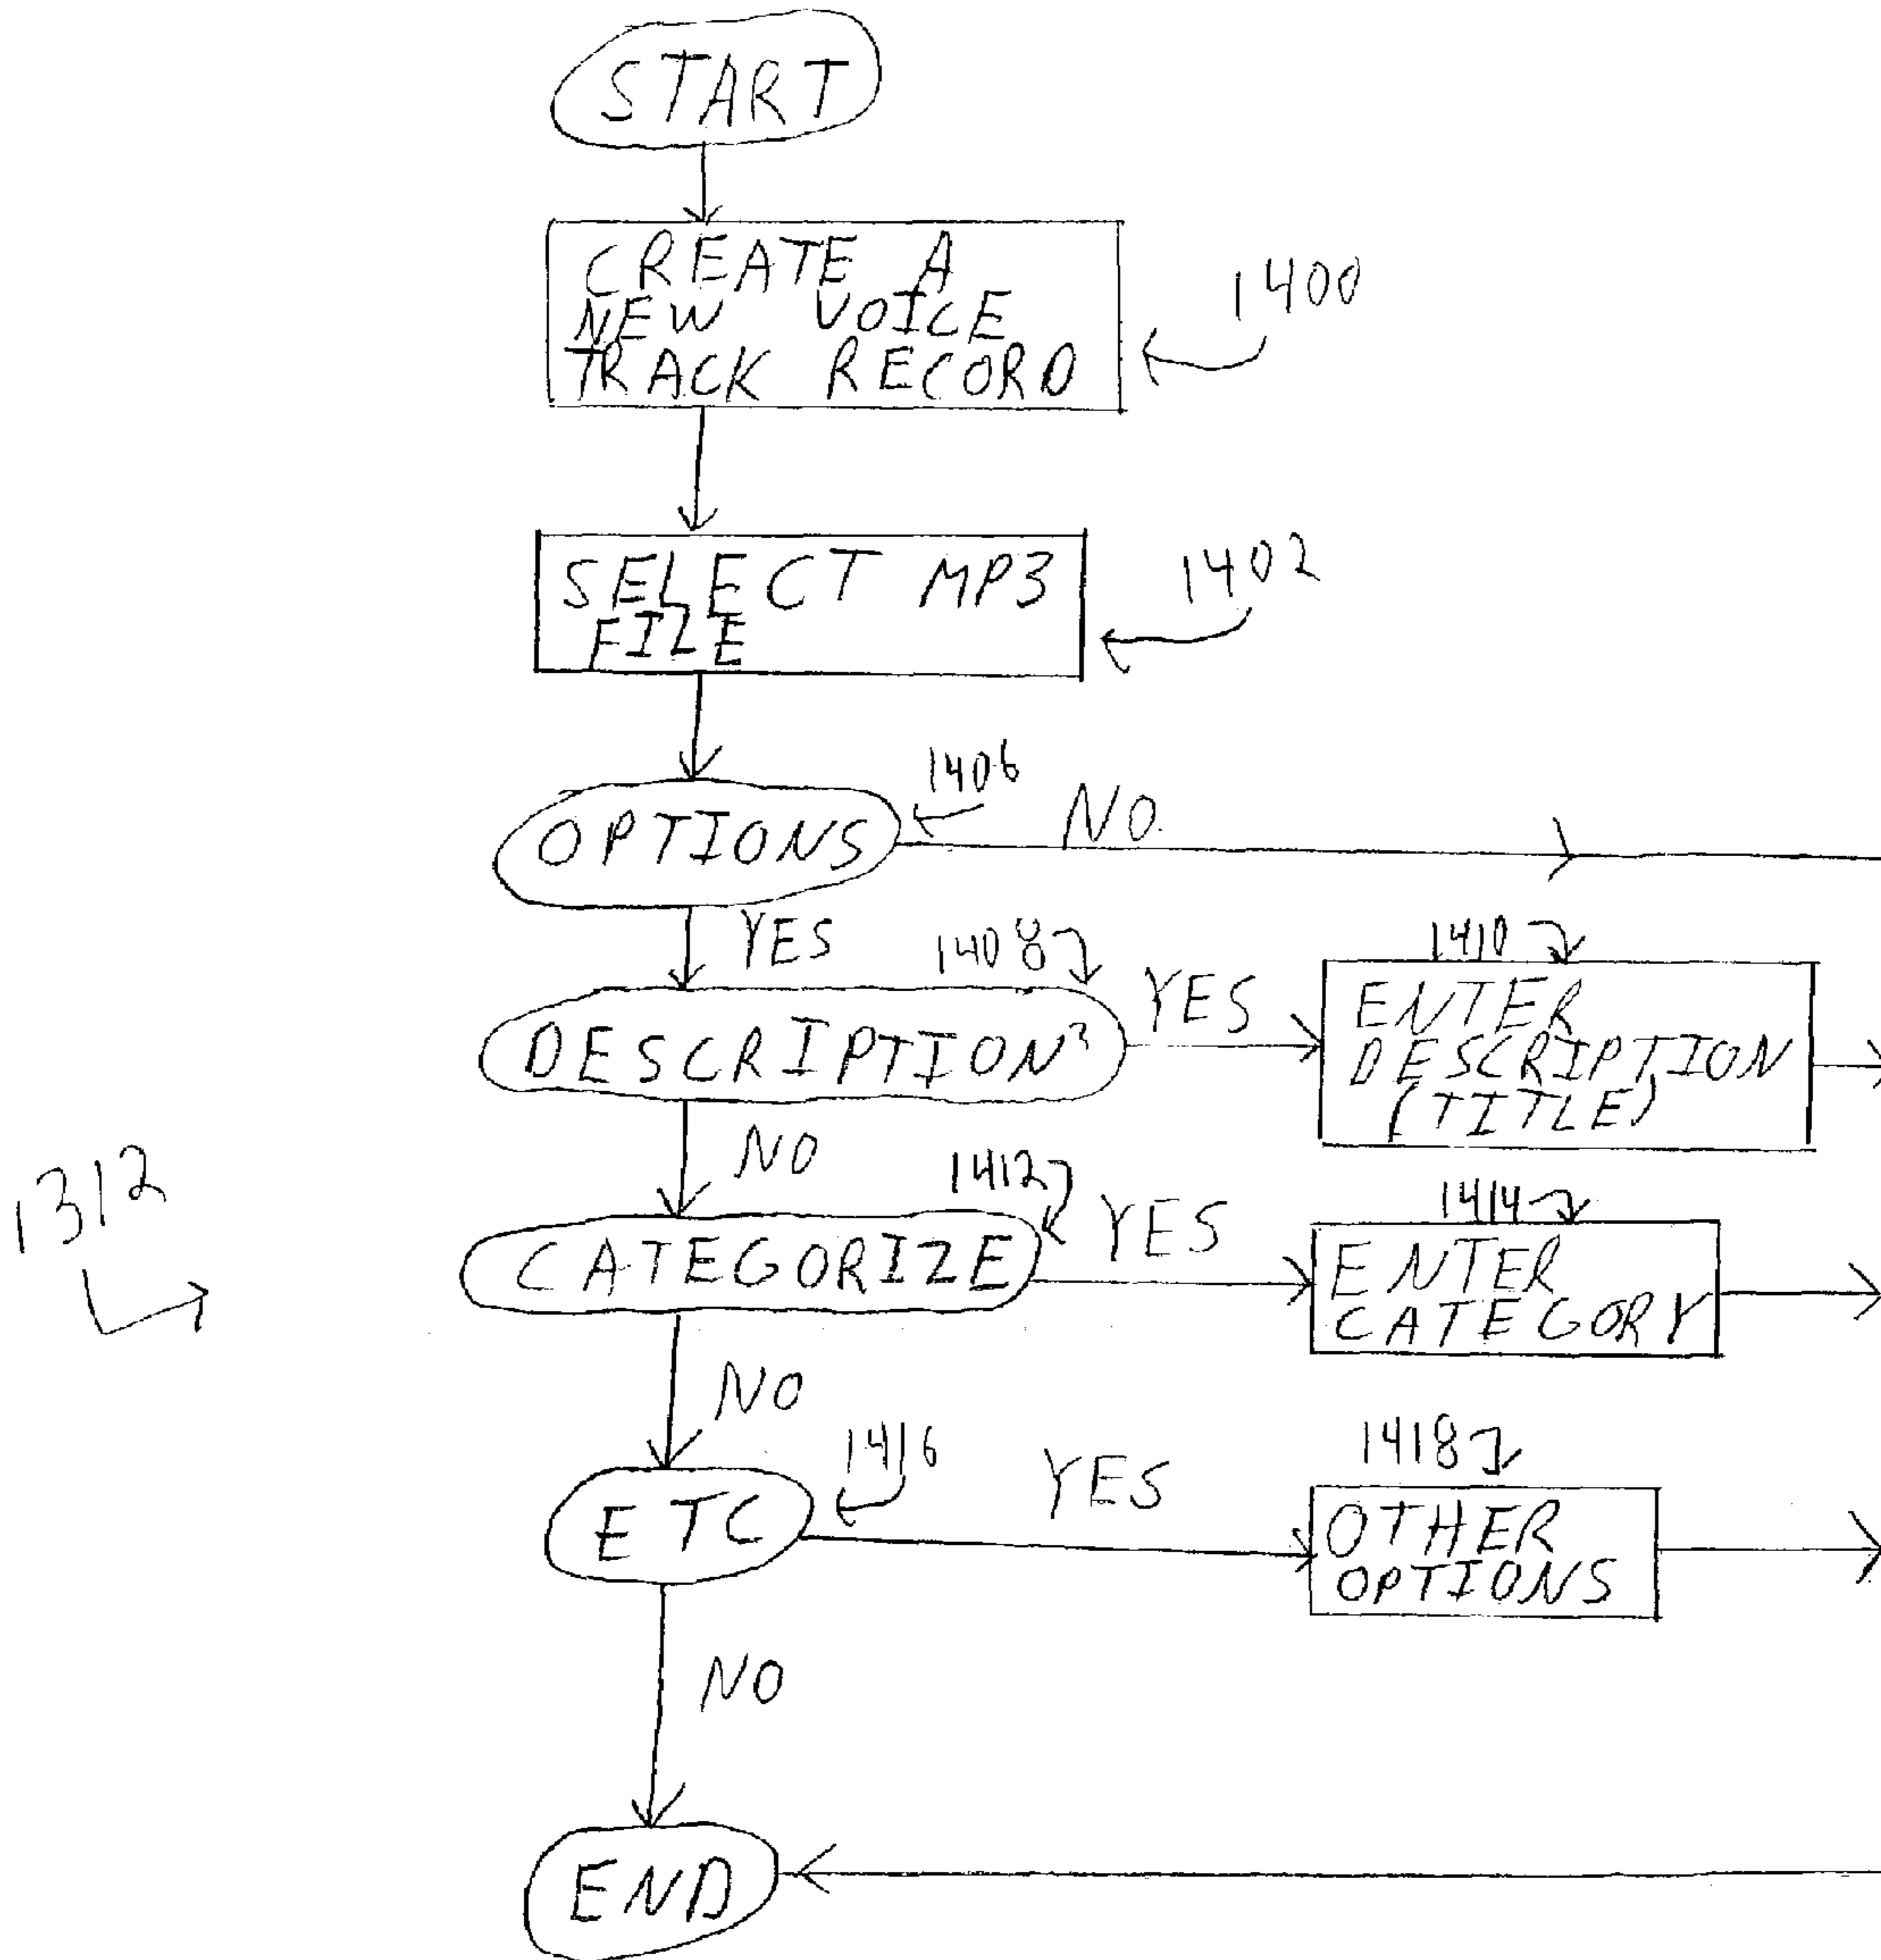 START
CREATE A
NEW VOICE
TRACK RECORD
1400
SELECT MP3
FILE
1402
OPTIONS
1406
NO
YES
1408
DESCRIPTION?
YES
1410
ENTER
DESCRIPTION
(TITLE)
NO
1312
1412
CATEGORIZE
YES
1414
ENTER
CATEGORY
NO
1416
ETC
YES
1418
OTHER
OPTIONS
NO
END